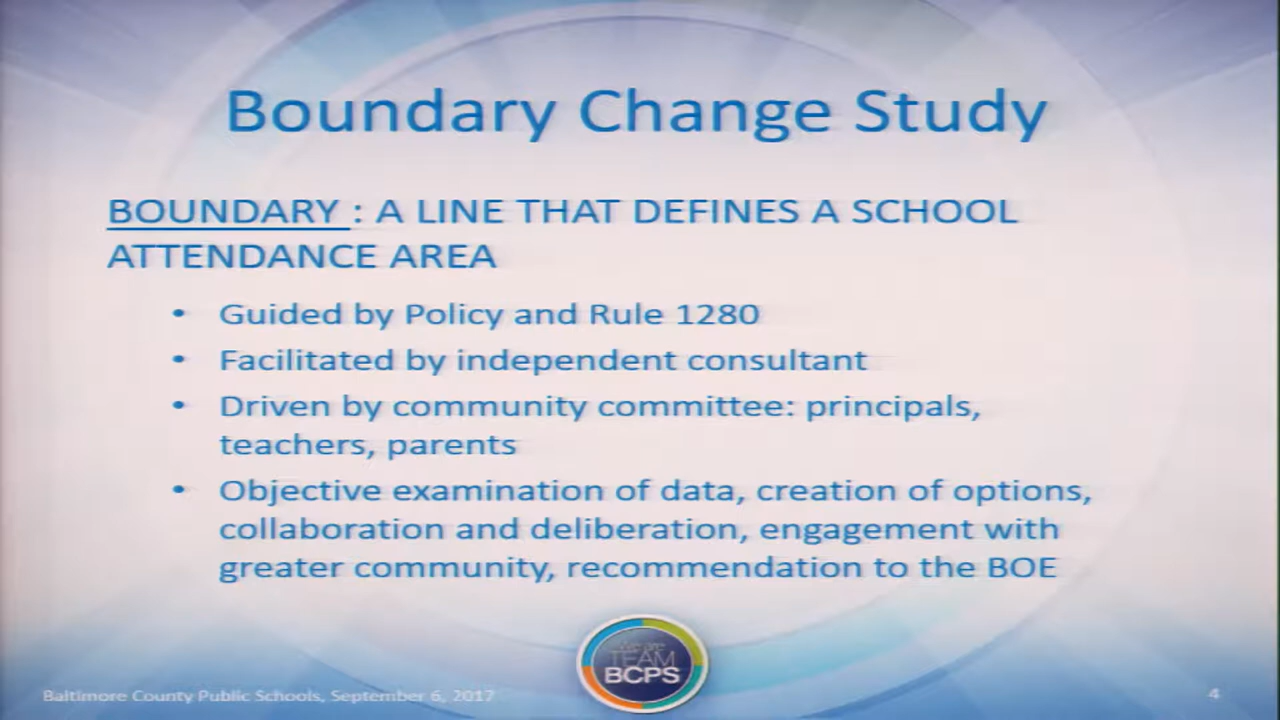 Boundary Change Study
BOUNDARY : A LINE THAT DEFINES A SCHOOL
ATTENDANCE AREA
• Guided by Policy and Rule 1280
• Facilitated by independent consultant
• Driven by community committee: principals,
teachers, parents
• Objective examination of data, creation of options,
collaboration and deliberation, engagement with
greater community, recommendation to the BOE
We are
TEAM
BCPS
Baltimore County Public Schools, September 6, 2017
4